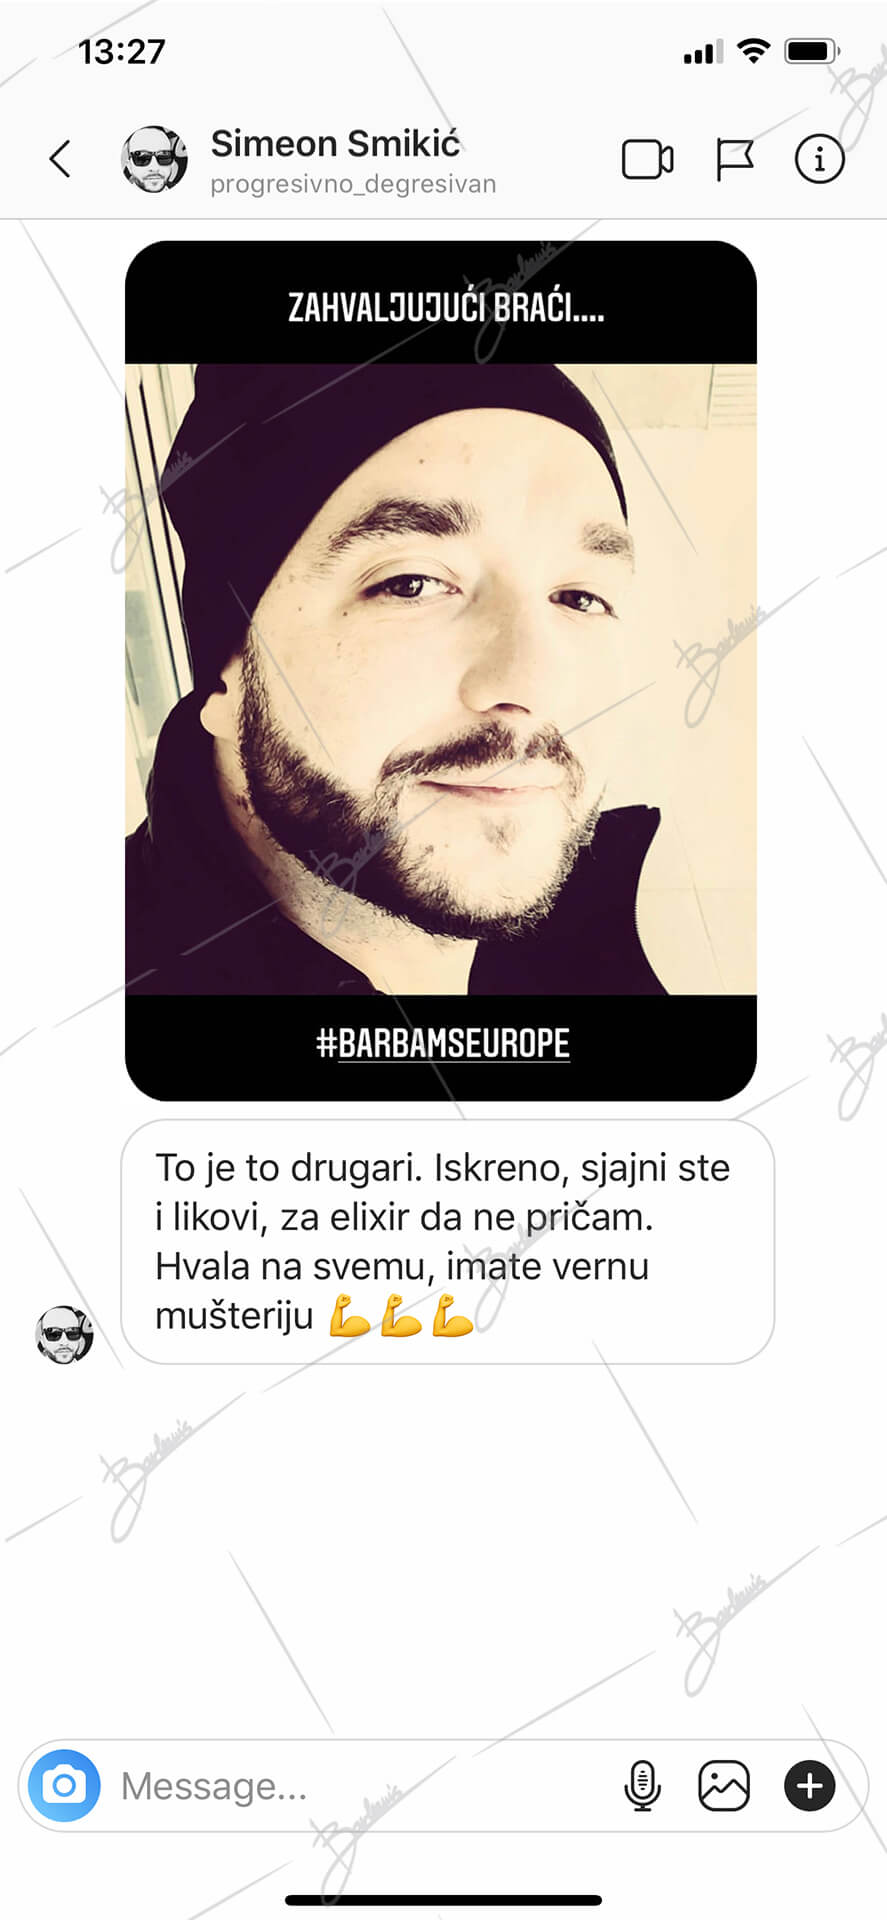 13:27
Simeon Smikić
progresivno_degresivan
ZAHVALJUJUĆI BRAĆI....
#BARBAMSEUROPE
To je to drugari. Iskreno, sjajni ste
i likovi, za elixir da ne pričam.
Hvala na svemu, imate vernu
mušteriju 💪💪💪
Message...